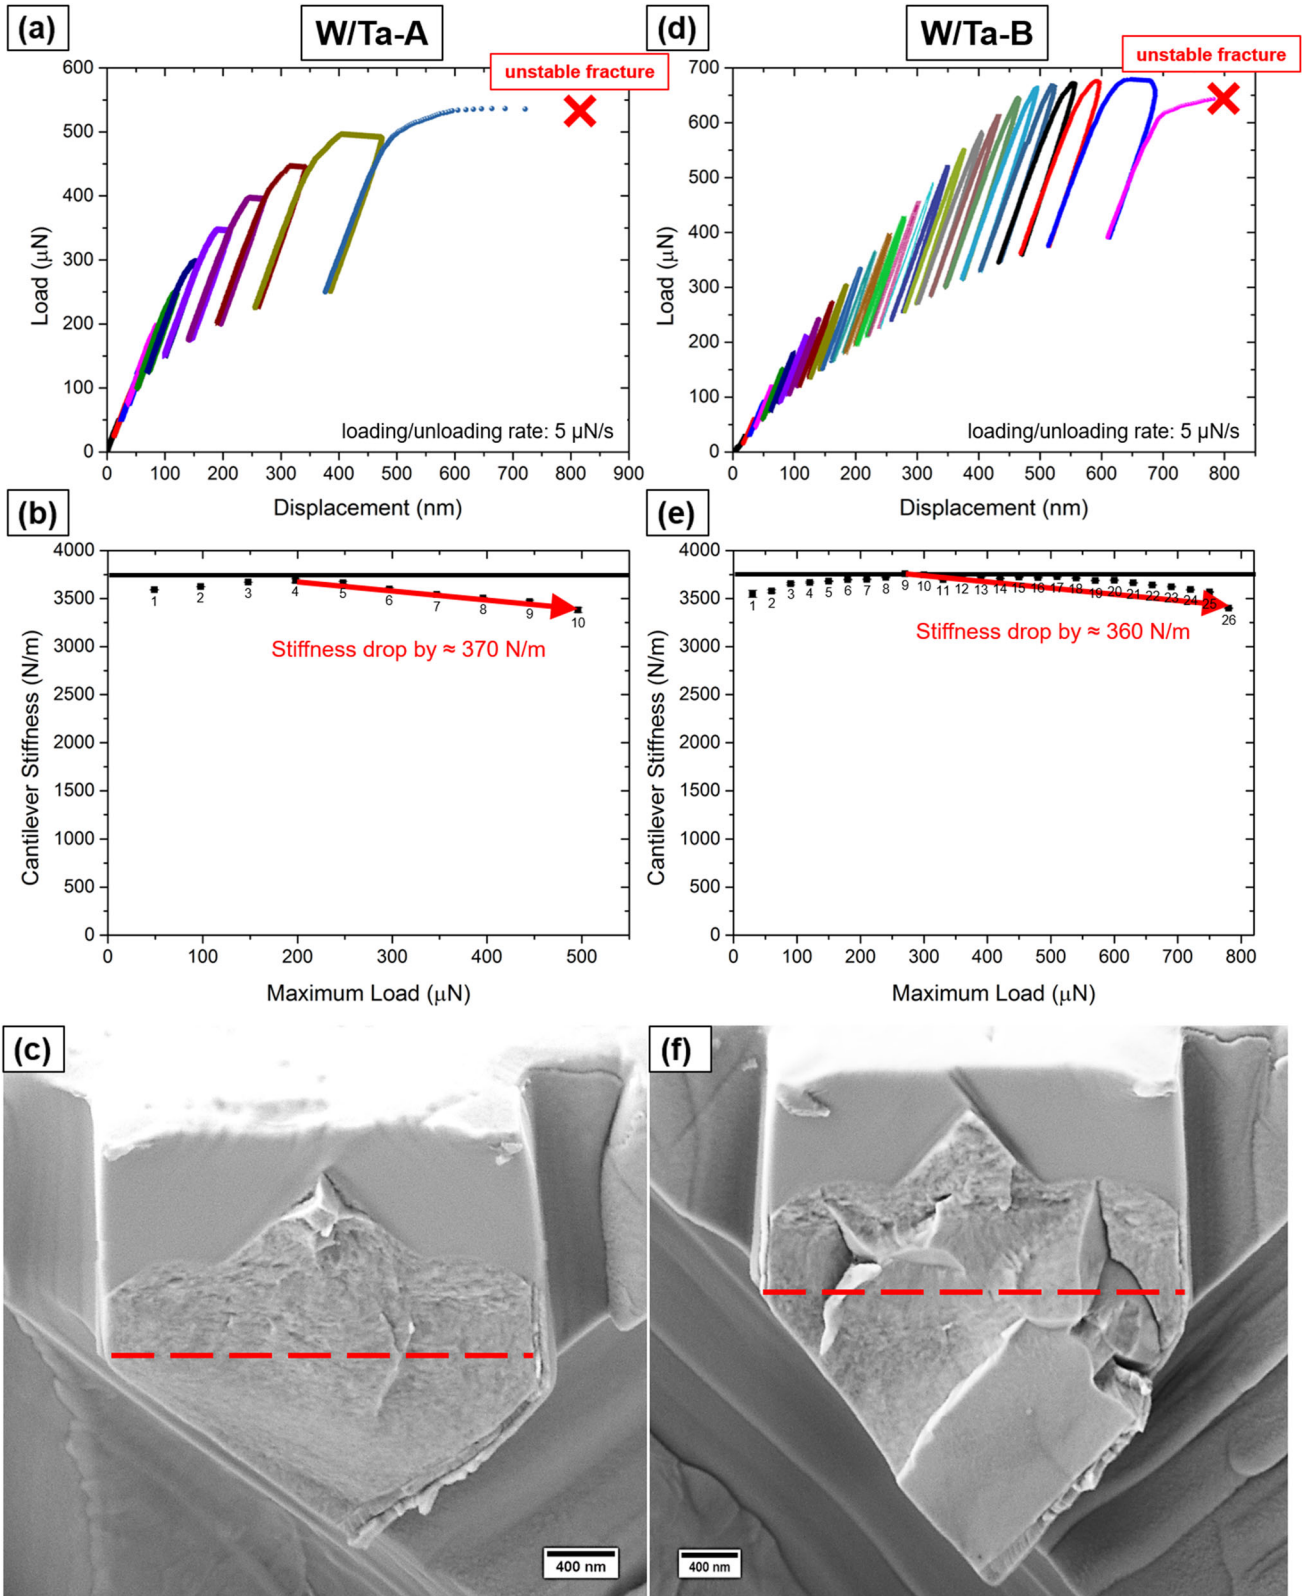 (a)
W/Ta-A
unstable fracture
600
500
400
300
200
100
0
Load (μN)
loading/unloading rate: 5 μN/s
0 100 200 300 400 500 600 700 800 900
Displacement (nm)
(d)
W/Ta-B
unstable fracture
700
600
500
400
300
200
100
0
Load (μN)
loading/unloading rate: 5 μN/s
0 100 200 300 400 500 600 700 800
Displacement (nm)
(b)
4000
3500
3000
2500
2000
1500
1000
500
0
Cantilever Stiffness (N/m)
1 2 3 4 5 6 7 8 9 10
Stiffness drop by ≈ 370 N/m
0 100 200 300 400 500
Maximum Load (μN)
(e)
4000
3500
3000
2500
2000
1500
1000
500
0
Cantilever Stiffness (N/m)
1 2 3 4 5 6 7 8 9 10 11 12 13 14 15 16 17 18 19 20 21 22 23 24 25 26
Stiffness drop by ≈ 360 N/m
0 100 200 300 400 500 600 700 800
Maximum Load (μN)
(c)
400 nm
(f)
400 nm